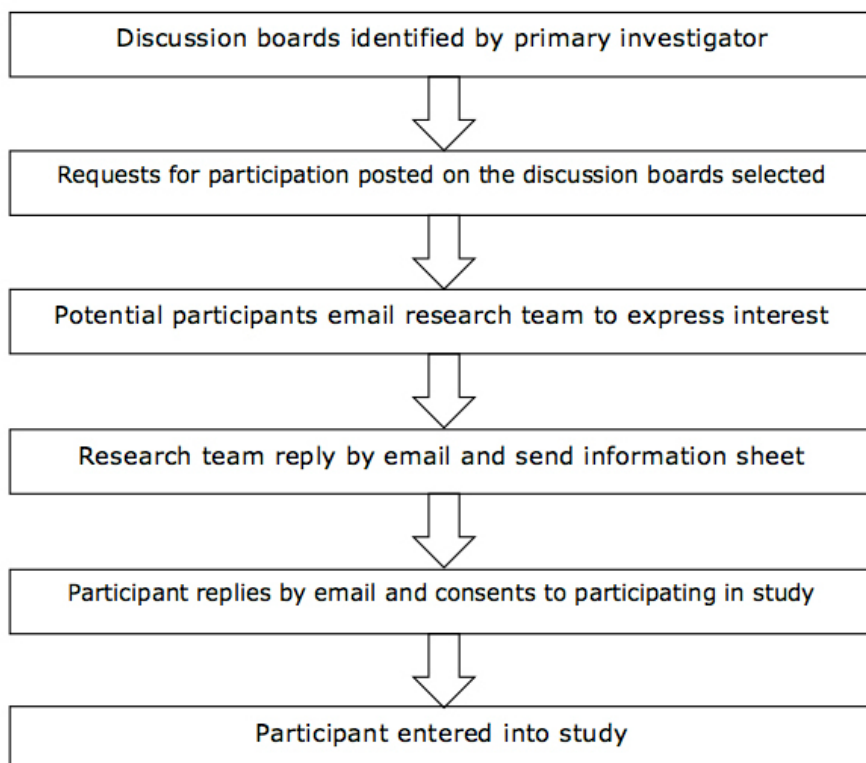 Discussion boards identified by primary investigator
Requests for participation posted on the discussion boards selected
Potential participants email research team to express interest
Research team reply by email and send information sheet
Participant replies by email and consents to participating in study
Participant entered into study